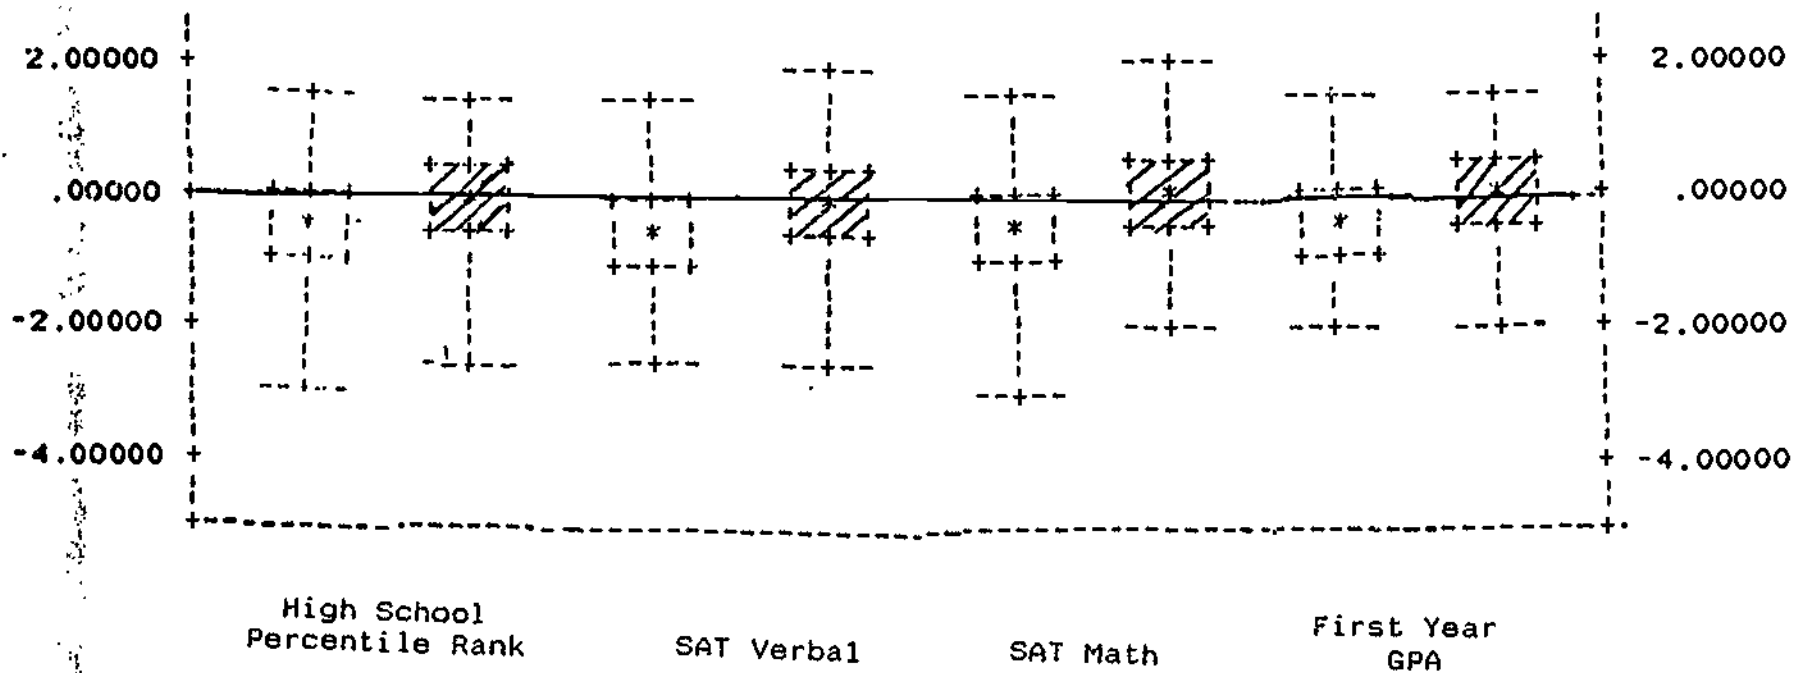 2.00000 2.00000
.00000 .00000
-2.00000 -2.00000
-4.00000 -4.00000
High School
Percentile Rank
SAT Verbal
SAT Math
First Year
GPA